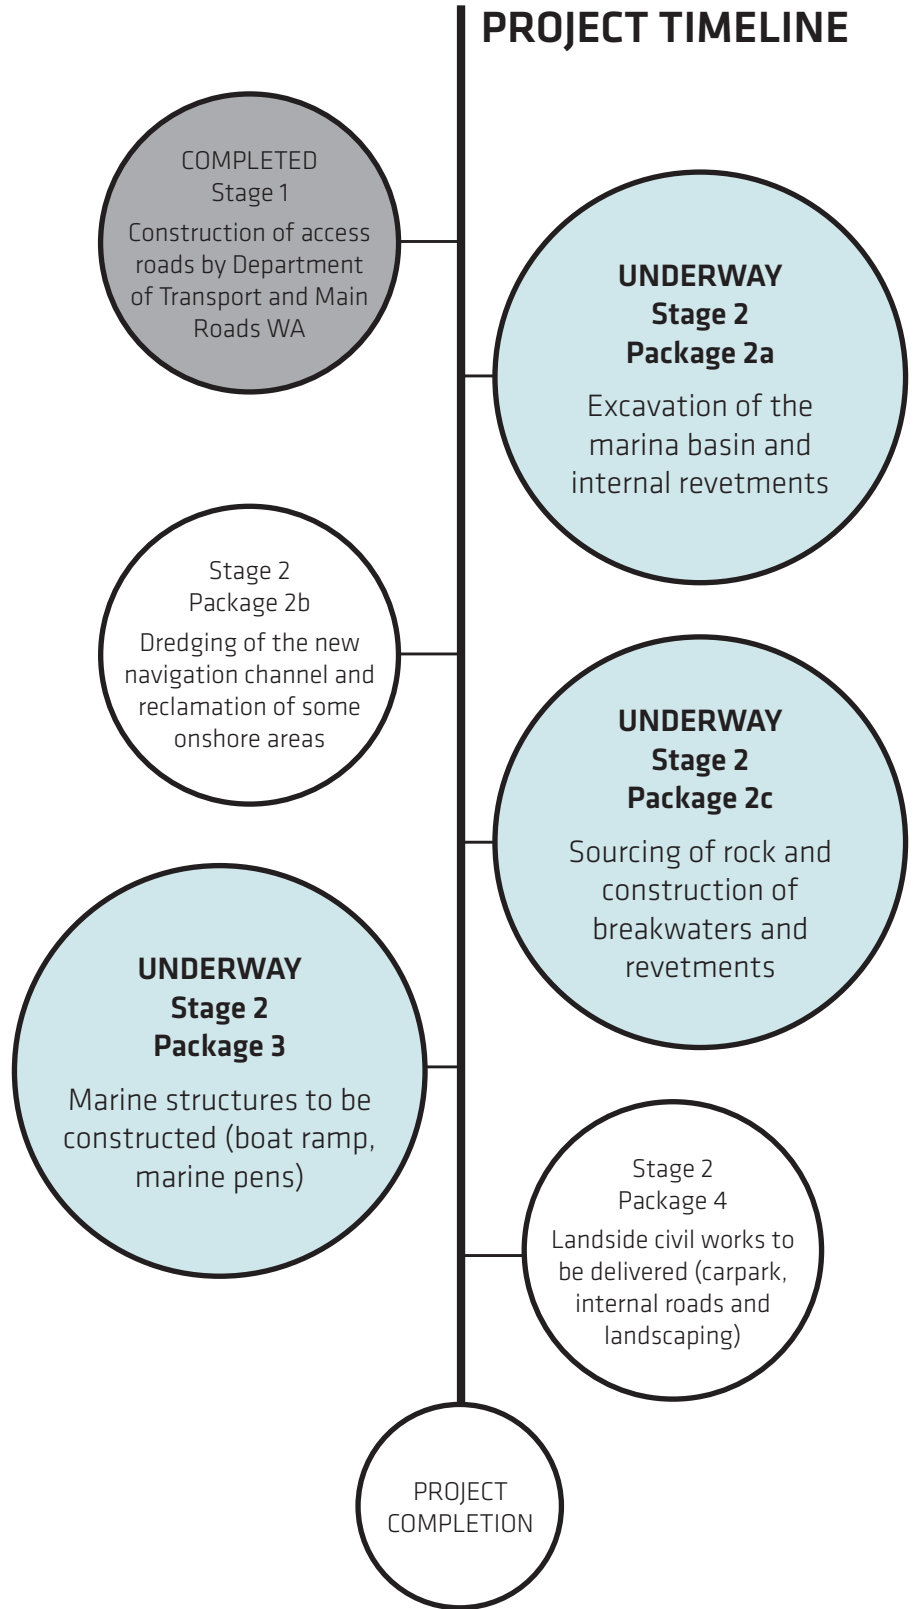 PROJECT TIMELINE
COMPLETED
Stage 1
Construction of access
roads by Department
of Transport and Main
Roads WA
UNDERWAY
Stage 2
Package 2a
Excavation of the
marina basin and
internal revetments
Stage 2
Package 2b
Dredging of the new
navigation channel and
reclamation of some
onshore areas
UNDERWAY
Stage 2
Package 2c
Sourcing of rock and
construction of
breakwaters and
revetments
UNDERWAY
Stage 2
Package 3
Marine structures to be
constructed (boat ramp,
marine pens)
Stage 2
Package 4
Landside civil works to
be delivered (carpark,
internal roads and
landscaping)
PROJECT
COMPLETION